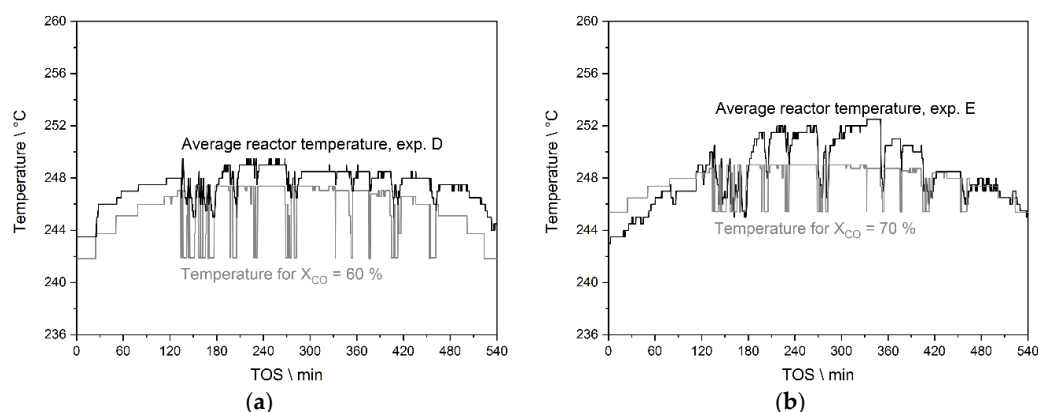 260
256
252
248
244
240
236
Temperature \ °C
Average reactor temperature, exp. D
Temperature for X_CO = 60 %
0 60 120 180 240 300 360 420 480 540
TOS \ min
(a)
260
256
252
248
244
240
236
Temperature \ °C
Average reactor temperature, exp. E
Temperature for X_CO = 70 %
0 60 120 180 240 300 360 420 480 540
TOS \ min
(b)